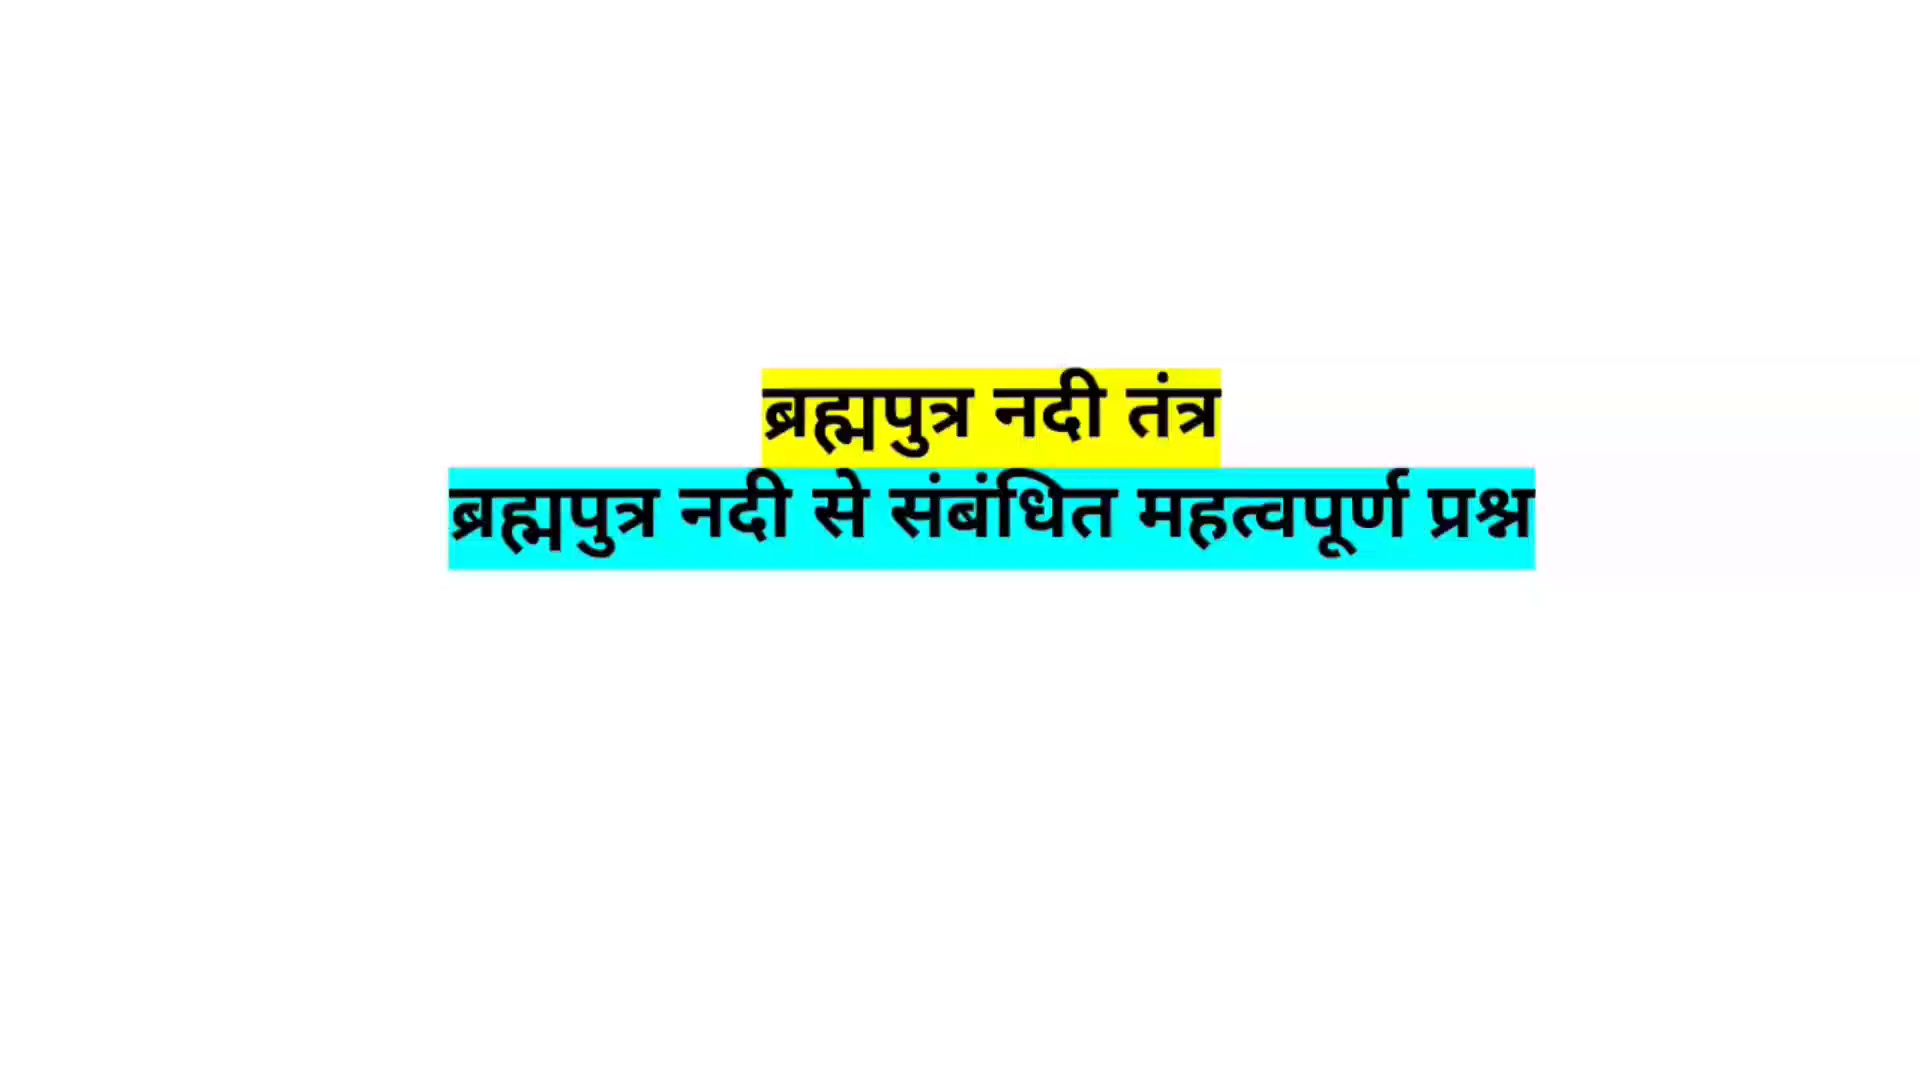 ब्रह्मपुत्र नदी तंत्र
ब्रह्मपुत्र नदी से संबंधित महत्वपूर्ण प्रश्न